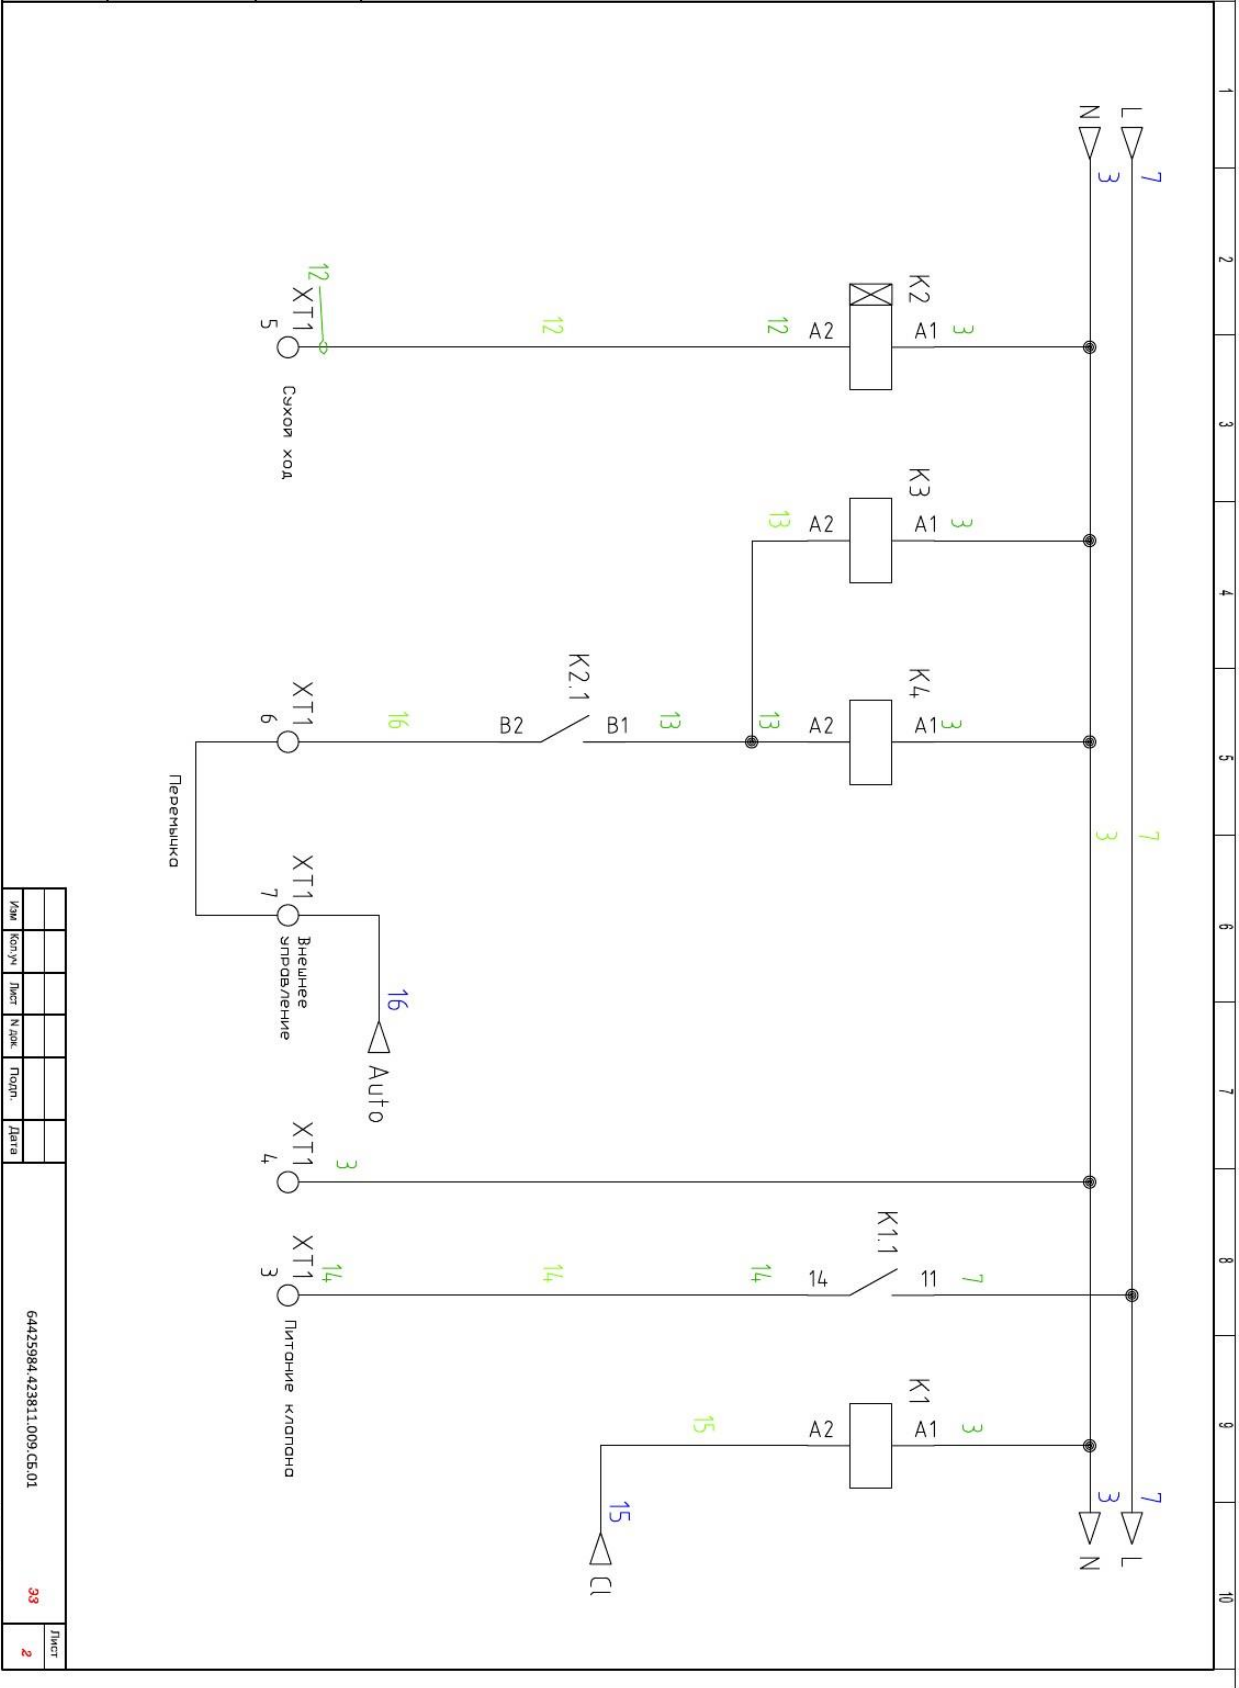 1
2
3
4
5
6
7
8
9
10
L
7
7
7
L
N
3
3
3
N
K2
A1
3
A2
12
12
12
XT1
5
Сухой ход
K3
A1
3
A2
13
K4
A1
3
A2
13
13
K2.1
B1
B2
16
XT1
6
Перемычка
XT1
7
Внешнее
управление
16
Auto
XT1
4
3
K1.1
11
7
14
14
14
14
XT1
3
Питание клапана
K1
A1
3
A2
15
15
Cl
Изм
Кол.уч
Лист
N док.
Подп.
Дата
64425984.423811.009.СБ.01
ЭЗ
Лист
2